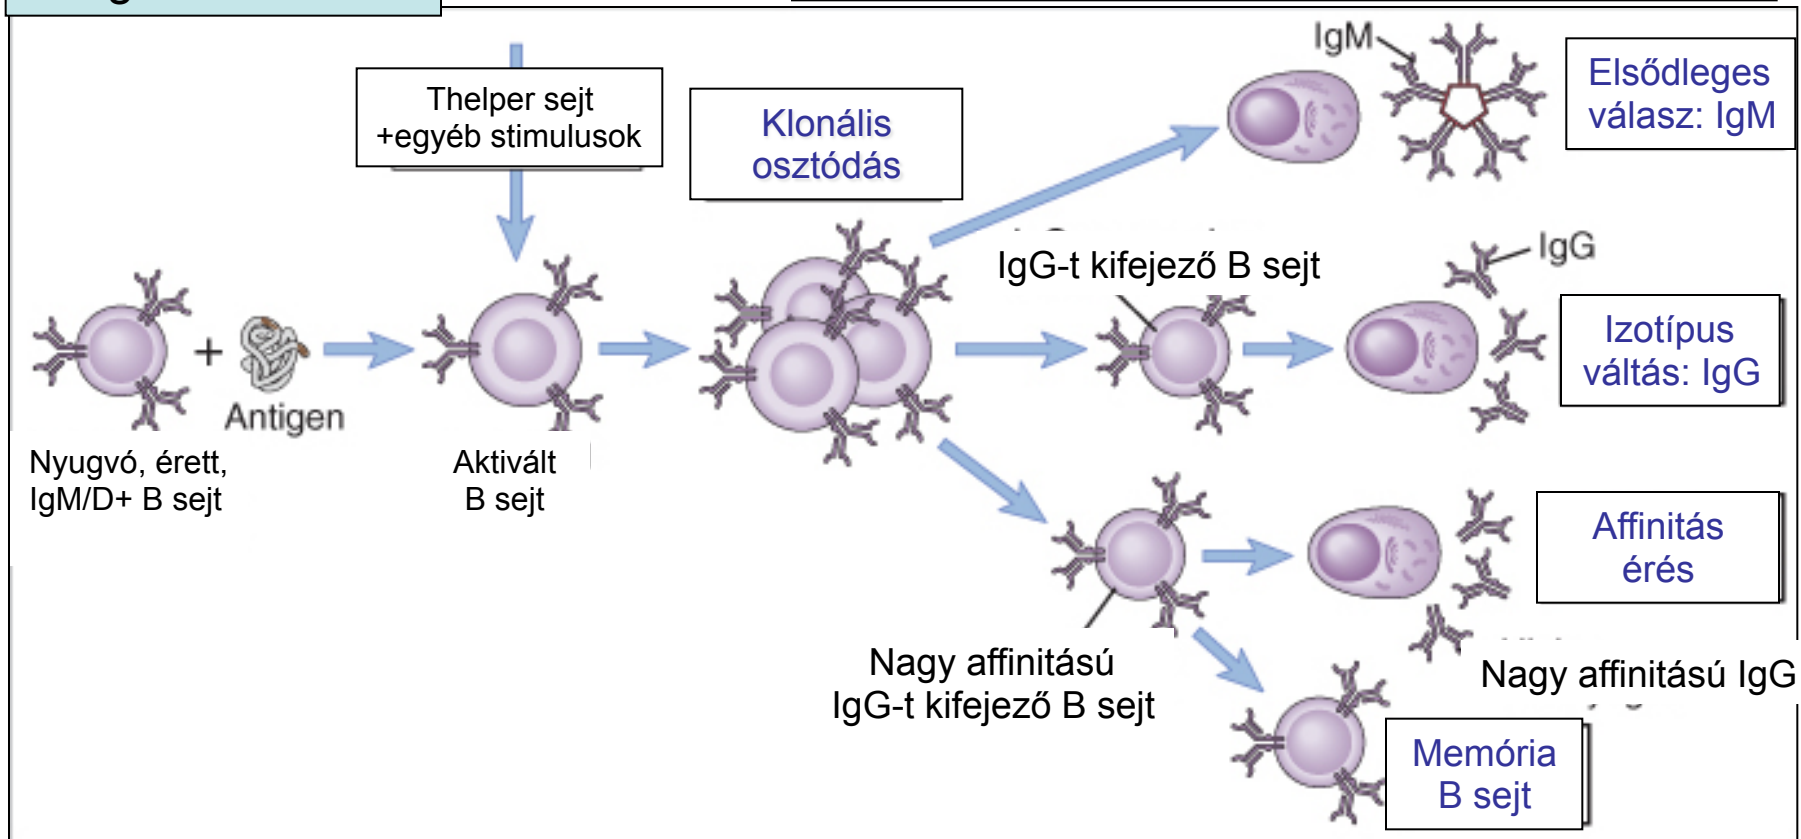 Thelper sejt
+egyéb stimulusok
Klonális
osztódás
IgM
Elsődleges
válasz: IgM
IgG-t kifejező B sejt
IgG
Izotípus
váltás: IgG
+
Antigen
Nyugvó, érett,
IgM/D+ B sejt
Aktivált
B sejt
Affinitás
érés
Nagy affinitású
IgG-t kifejező B sejt
Nagy affinitású IgG
Memória
B sejt